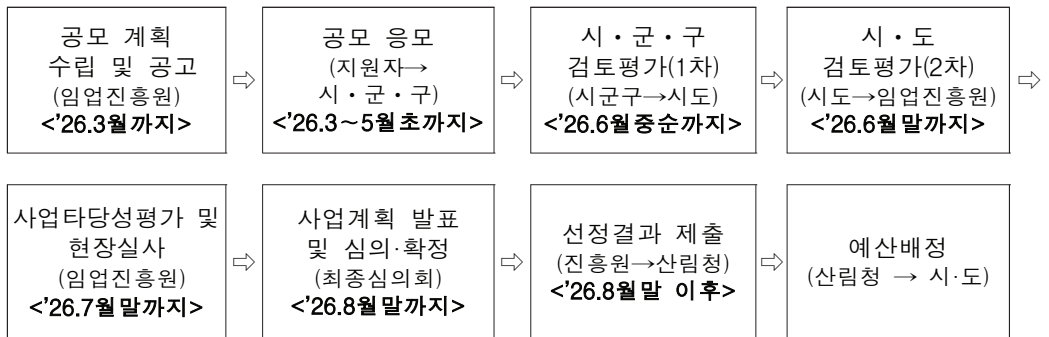 공모 계획
수립 및 공고
(임업진흥원)
<'26.3월까지>
⇨
공모 응모
(지원자→
시・군・구)
<'26.3～5월초까지>
⇨
시・군・구
검토평가(1차)
(시군구→시도)
<'26.6월중순까지>
⇨
시・도
검토평가(2차)
(시도→임업진흥원)
<'26.6월말까지>
⇨
사업타당성평가 및
현장실사
(임업진흥원)
<'26.7월말까지>
⇨
사업계획 발표
및 심의·확정
(최종심의회)
<'26.8월말까지>
⇨
선정결과 제출
(진흥원→산림청)
<'26.8월말 이후>
⇨
예산배정
(산림청 → 시·도)